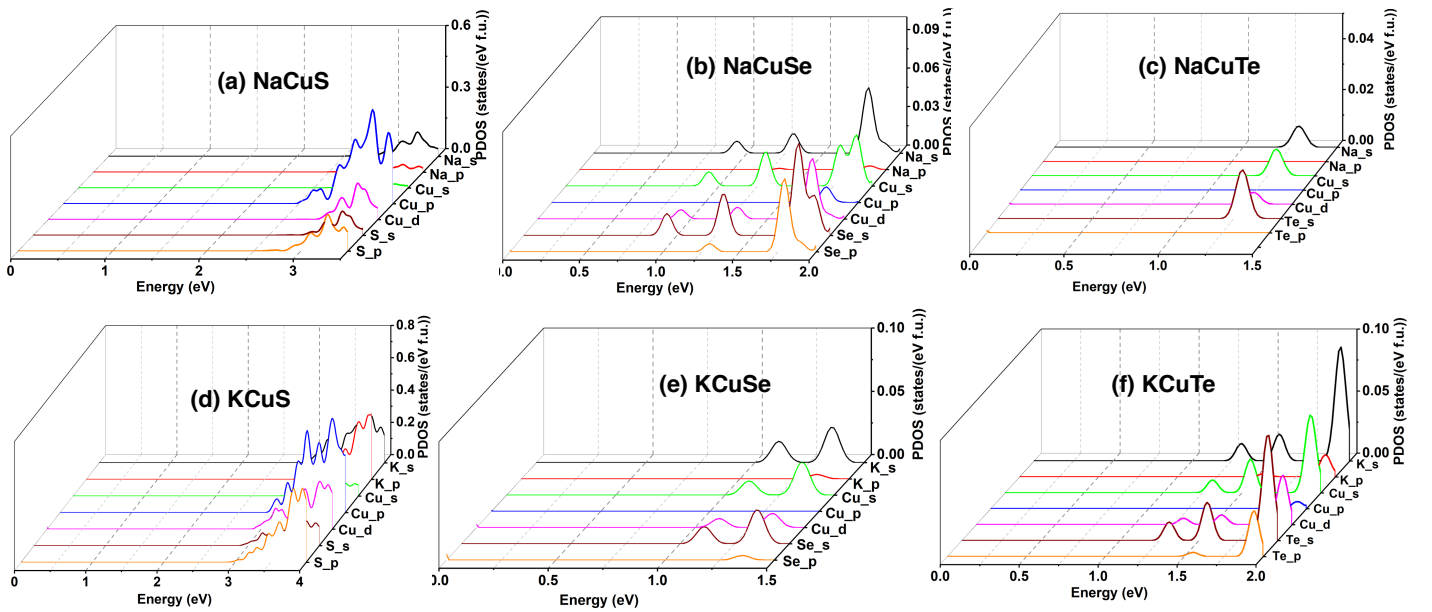 (a) NaCuS
0.6
0.3
0.0
PDOS (states/(eV f.u.))
Na_s
Na_p
Cu_s
Cu_p
Cu_d
S_s
S_p
0
1
2
3
Energy (eV)
(b) NaCuSe
0.09
0.06
0.03
0.00
PDOS (states/(eV f.u.))
Na_s
Na_p
Cu_s
Cu_p
Cu_d
Se_s
Se_p
0.0
0.5
1.0
1.5
2.0
Energy (eV)
(c) NaCuTe
0.04
0.02
0.00
PDOS (states/(eV f.u.))
Na_s
Na_p
Cu_s
Cu_p
Cu_d
Te_s
Te_p
0.0
0.5
1.0
1.5
Energy (eV)
(d) KCuS
0.8
0.6
0.4
0.2
0.0
PDOS (states/(eV f.u.))
K_s
K_p
Cu_s
Cu_p
Cu_d
S_s
S_p
0
1
2
3
4
Energy (eV)
(e) KCuSe
0.10
0.05
0.00
PDOS (states/(eV f.u.))
K_s
K_p
Cu_s
Cu_p
Cu_d
Se_s
Se_p
0.0
0.5
1.0
1.5
Energy (eV)
(f) KCuTe
0.10
0.05
0.00
PDOS (states/(eV f.u.))
K_s
K_p
Cu_s
Cu_p
Cu_d
Te_s
Te_p
0.0
0.5
1.0
1.5
2.0
Energy (eV)